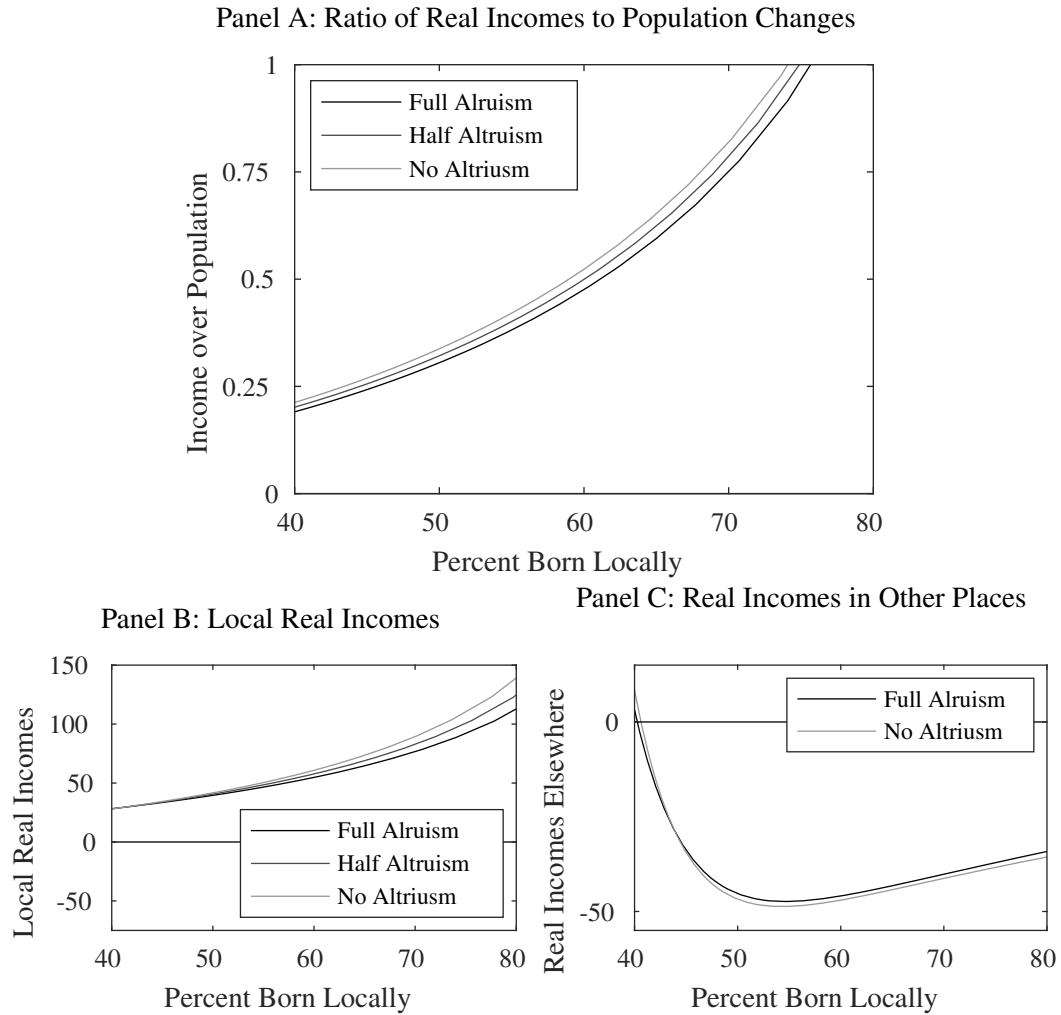 Panel A: Ratio of Real Incomes to Population Changes
1
0.75
0.5
0.25
0
Income over Population
Full Alruism
Half Altruism
No Altriusm
40 50 60 70 80
Percent Born Locally
Panel B: Local Real Incomes
150
100
50
0
-50
Local Real Incomes
Full Alruism
Half Altruism
No Altriusm
40 50 60 70 80
Percent Born Locally
Panel C: Real Incomes in Other Places
0
-50
Real Incomes Elsewhere
Full Alruism
No Altriusm
40 50 60 70 80
Percent Born Locally